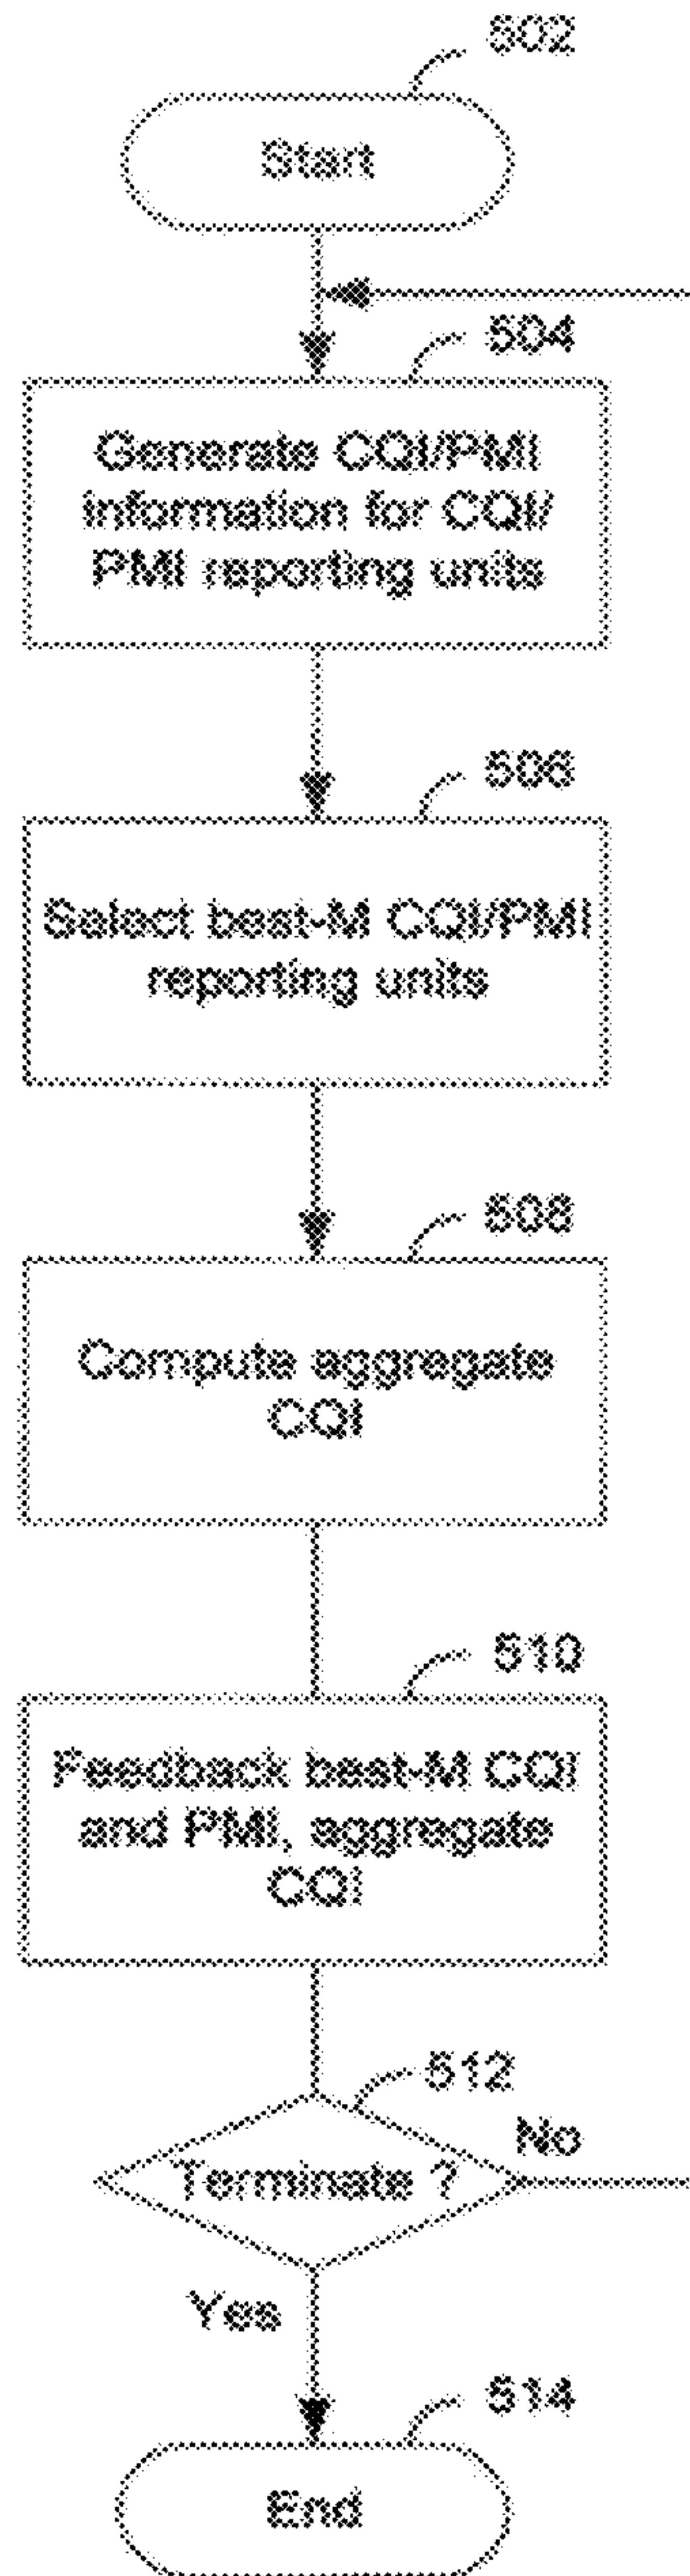 502
Start
504
Generate CQI/PMI
information for CQI/
PMI reporting units
506
Select best-M CQI/PMI
reporting units
508
Compute aggregate
CQI
510
Feedback best-M CQI
and PMI, aggregate
CQI
512
Terminate ?
No
Yes
514
End